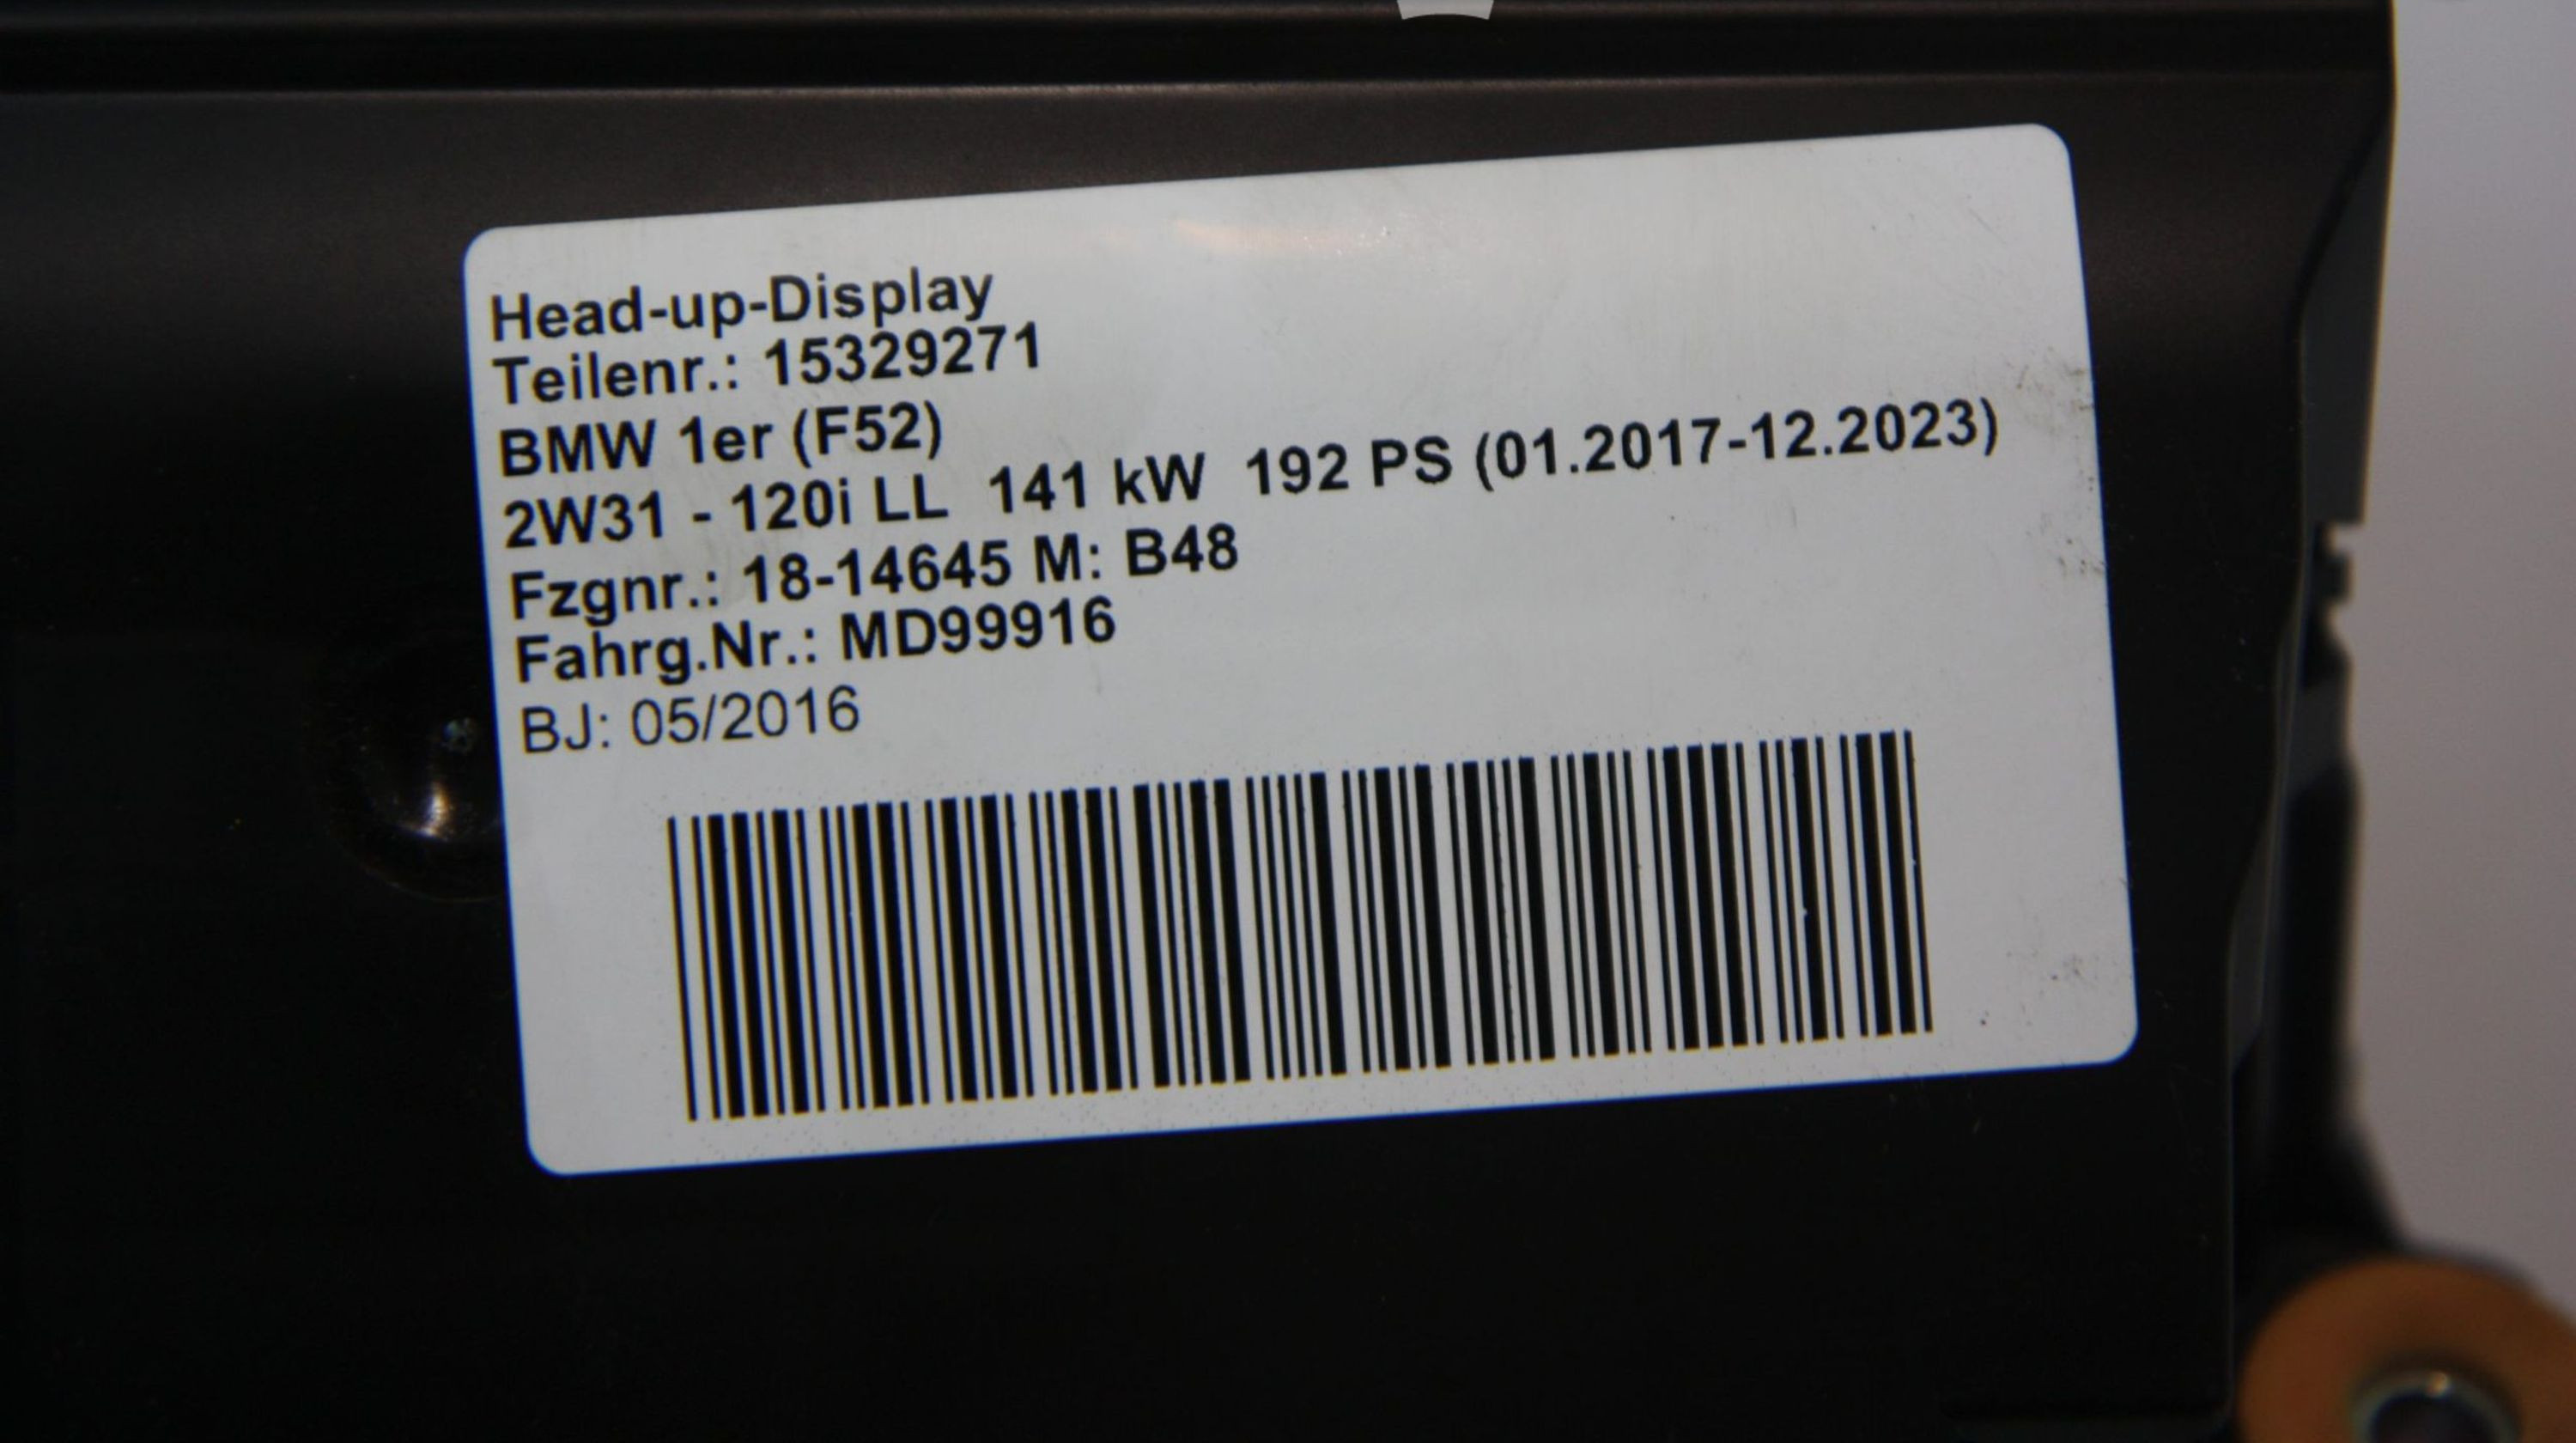 Head-up-Display
Teilenr.: 15329271
BMW 1er (F52)
2W31 - 120i LL  141 kW  192 PS (01.2017-12.2023)
Fzgnr.: 18-14645 M: B48
Fahrg.Nr.: MD99916
BJ: 05/2016